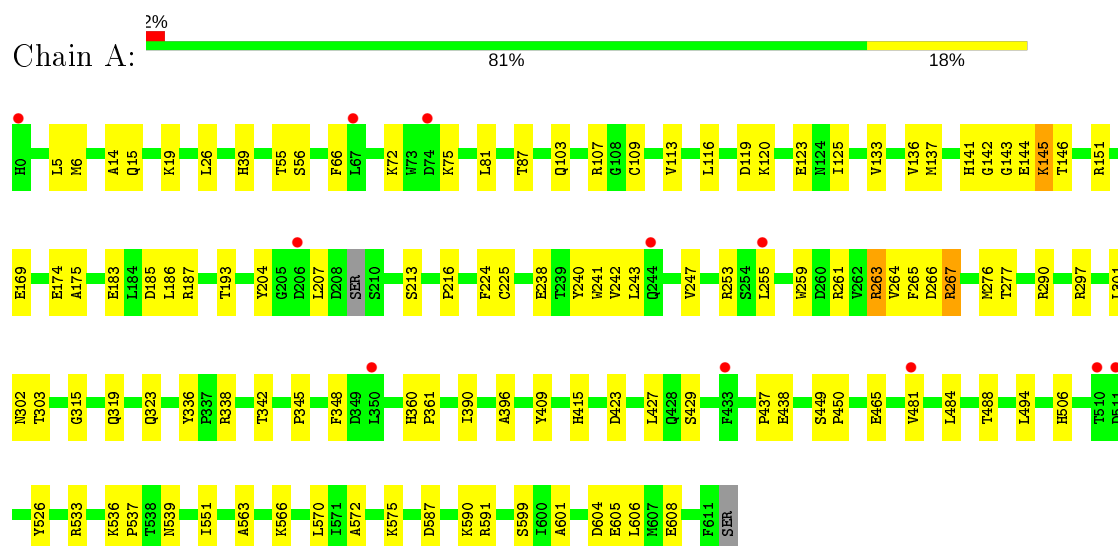 2%
Chain A:
81%
18%
H0 L5 M6 A14 Q15 K19 L26 H39 T55 S56 F66 L67 K72 W73 D74 K75 L81 T87 Q103 R107 G108 C109 V113 L116 D119 K120 E123 N124 I125 V133 V136 M137 H141 G142 G143 E144 K145 T146 R151
E169 E174 A175 E183 L184 D185 L186 R187 T193 Y204 G205 D206 L207 D208 SER S210 S213 P216 F224 C225 E238 T239 Y240 W241 V242 L243 Q244 V247 R253 S254 L255 W259 D260 R261 V262 R263 V264 F265 D266 R267 M276 T277 R290 R297 L301
N302 T303 G315 Q319 Q323 Y336 P337 R338 T342 P345 F348 D349 L350 H360 P361 I390 A396 Y409 H415 D423 L427 Q428 S429 F433 P437 E438 S449 P450 E465 V481 L484 T488 L494 H506 T510 D511
Y526 R533 K536 P537 T538 N539 I551 A563 K566 L570 I571 A572 K575 D587 K590 R591 S599 I600 A601 D604 E605 L606 M607 E608 F611 SER